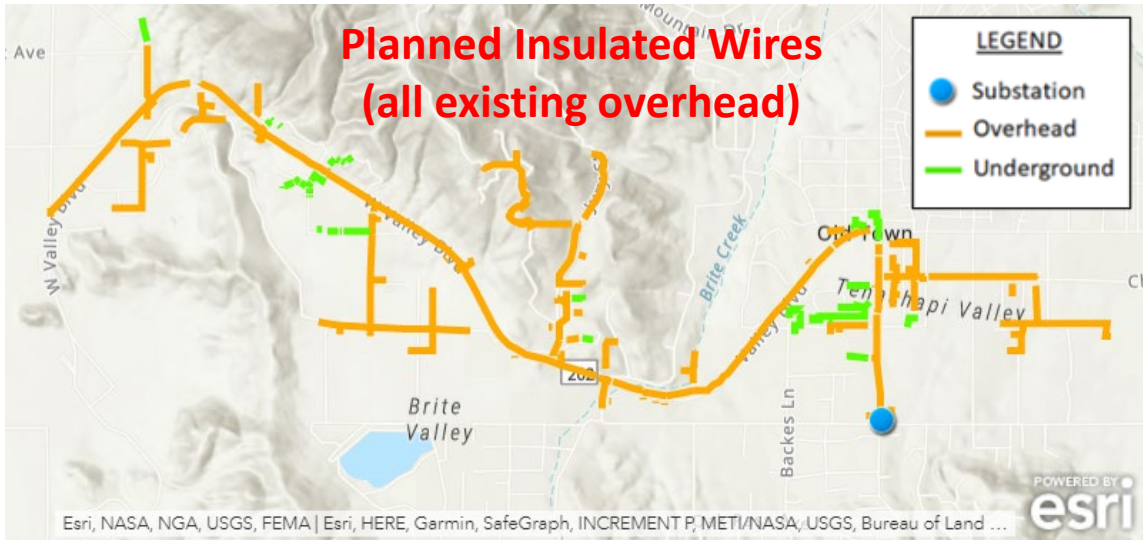 Planned Insulated Wires
(all existing overhead)
LEGEND
Substation
Overhead
Underground
Mountain Dr
Ave
W Valley Blvd
W Valley Blvd
Brite Creek
Old Town
Tehachapi Valley
Valley Blvd
202
Brite
Valley
Backes Ln
POWERED BY
esri
Esri, NASA, NGA, USGS, FEMA | Esri, HERE, Garmin, SafeGraph, INCREMENT P, METI/NASA, USGS, Bureau of Land ...